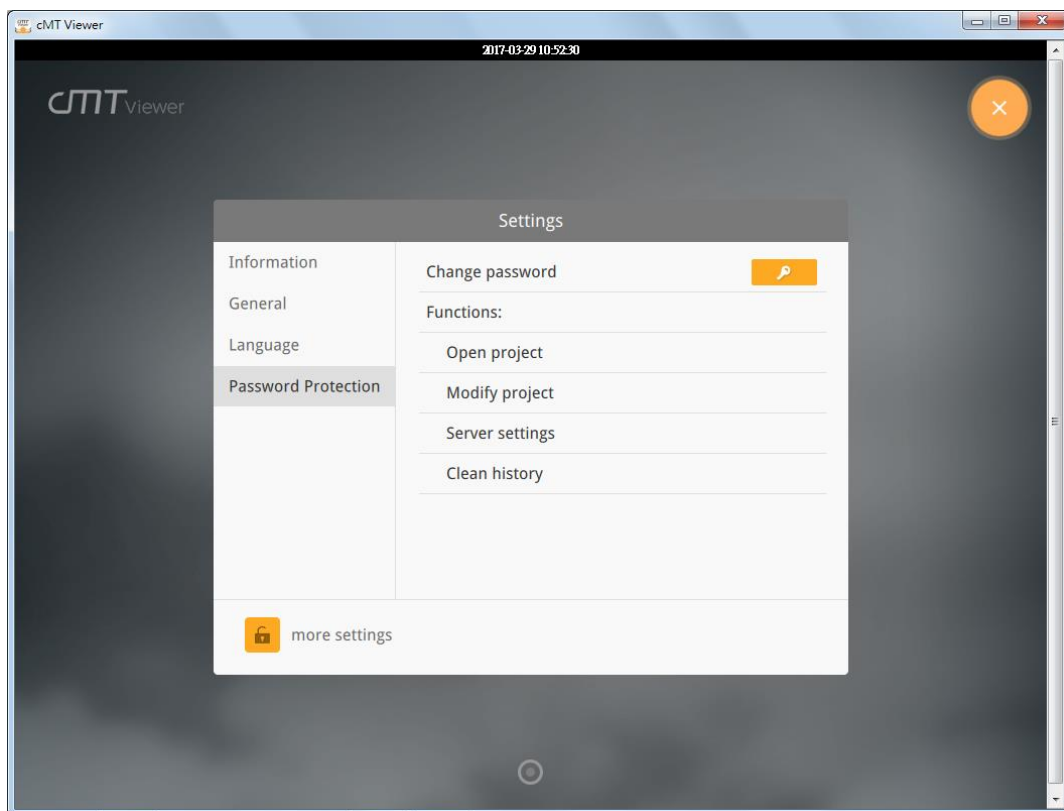 cMT Viewer
2017-03-29 10:52:30
cMT Viewer
Settings
Information
General
Language
Password Protection
Change password
Functions:
Open project
Modify project
Server settings
Clean history
more settings